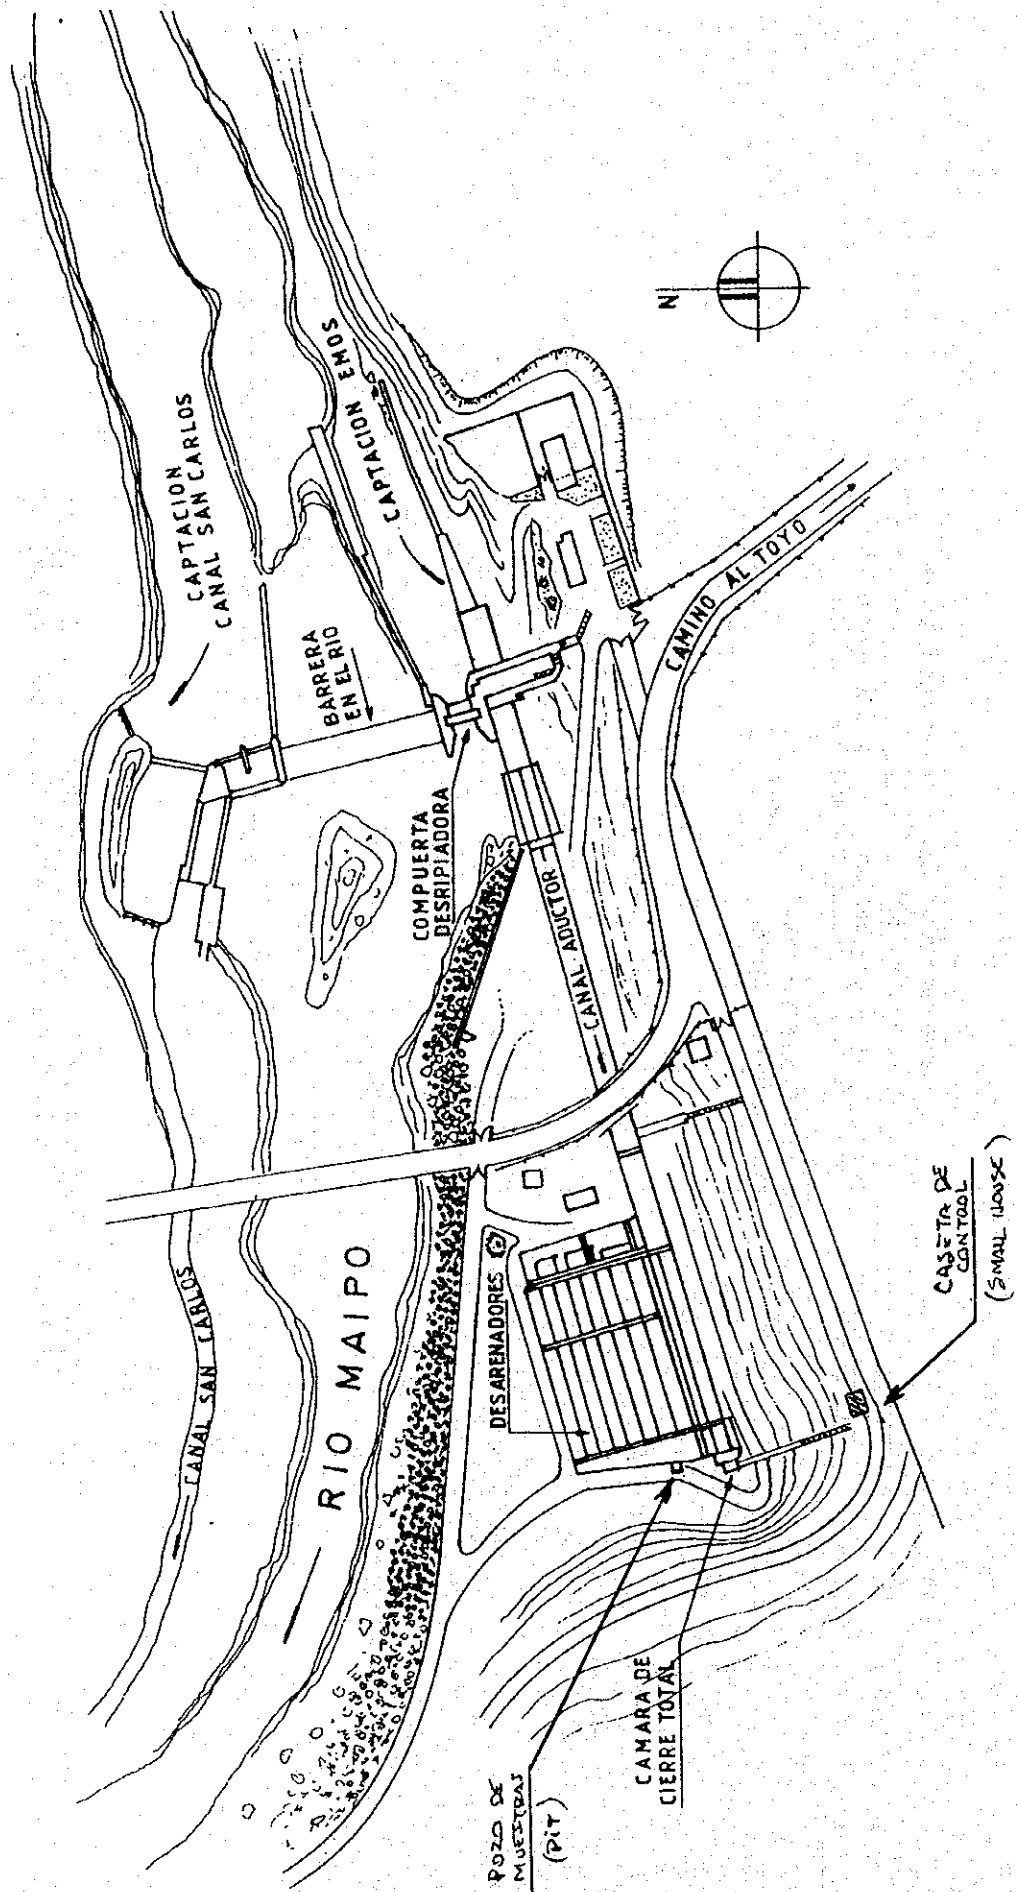 CAPTACION
CANAL SAN CARLOS
CAPTACION EMOS
N
BARRERA
EN EL RIO
COMPUERTA
DESRIPIADORA
CAMINO AL TOYO
CANAL ADUCTOR
CANAL SAN CARLOS
RIO MAIPO
DESARENADORES
CASETA DE
CONTROL
(SMALL HOUSE)
CAMARA DE
CIERRE TOTAL
POZO DE
MUESTRAS
(PIT)